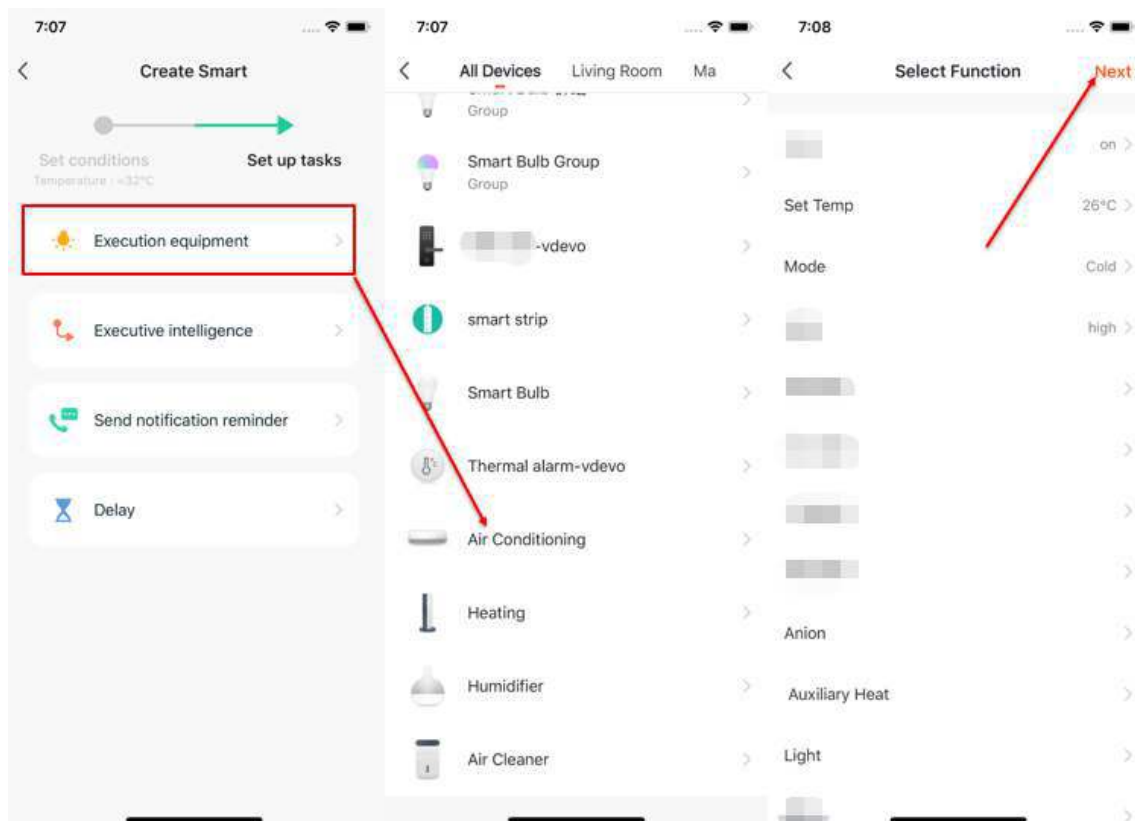 7:07
Create Smart
Set conditions
Set up tasks
Temperature : <32°C
Execution equipment
Executive intelligence
Send notification reminder
Delay
7:07
All Devices Living Room Ma
Group
Smart Bulb Group
Group
-vdevo
smart strip
Smart Bulb
Thermal alarm-vdevo
Air Conditioning
Heating
Humidifier
Air Cleaner
7:08
Select Function Next
on
Set Temp 26°C
Mode Cold
high
Anion
Auxiliary Heat
Light